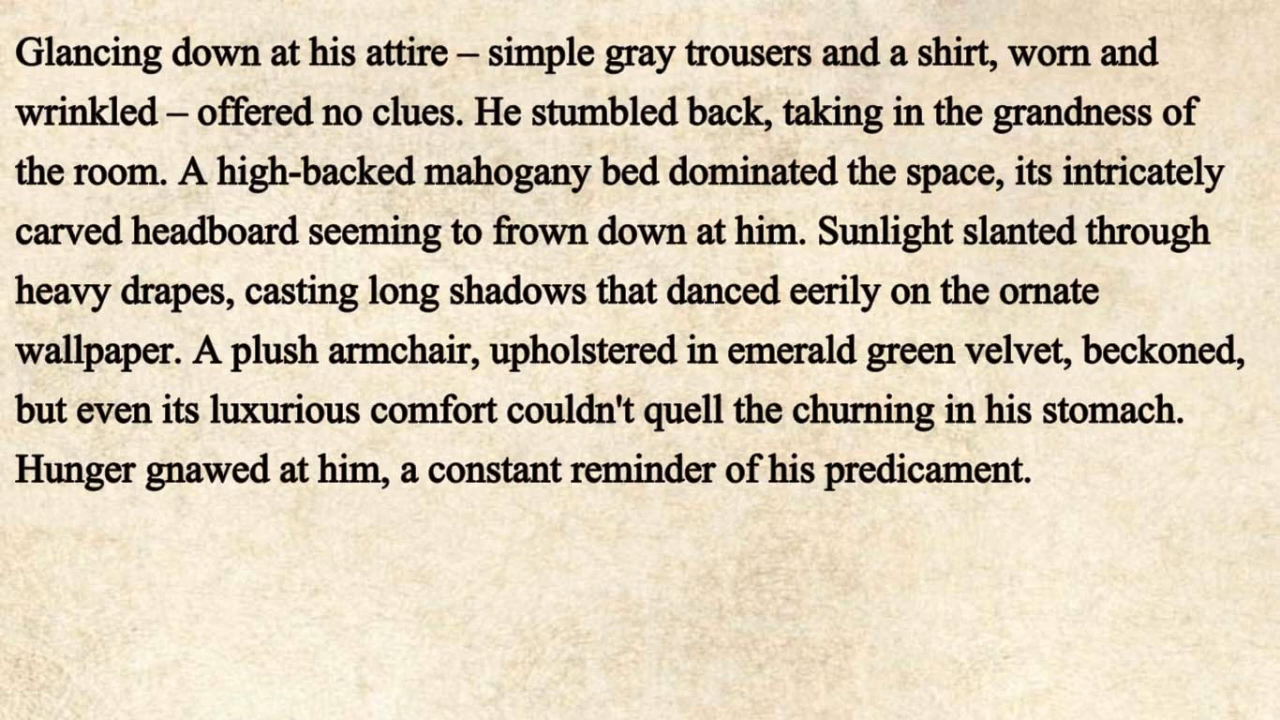 Glancing down at his attire – simple gray trousers and a shirt, worn and
wrinkled – offered no clues. He stumbled back, taking in the grandness of
the room. A high-backed mahogany bed dominated the space, its intricately
carved headboard seeming to frown down at him. Sunlight slanted through
heavy drapes, casting long shadows that danced eerily on the ornate
wallpaper. A plush armchair, upholstered in emerald green velvet, beckoned,
but even its luxurious comfort couldn't quell the churning in his stomach.
Hunger gnawed at him, a constant reminder of his predicament.